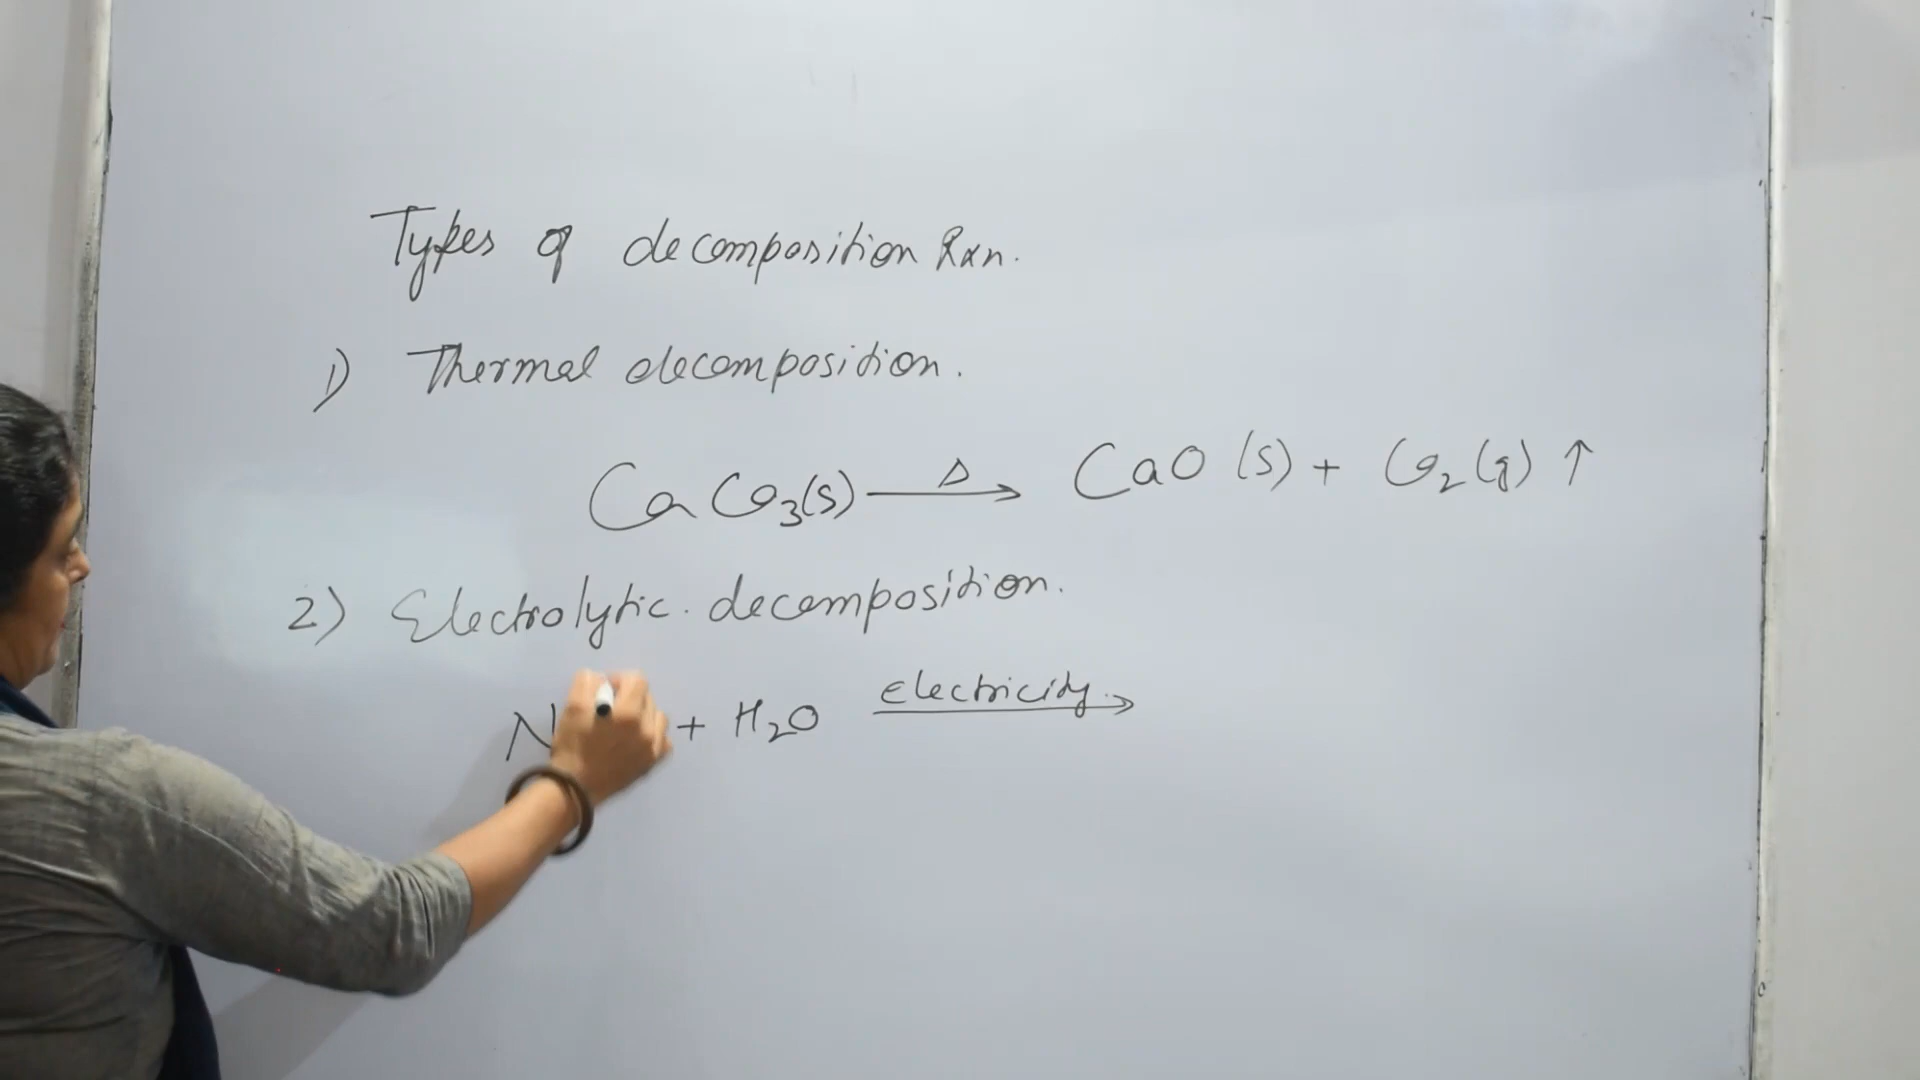 Types of decomposition Rxn.
1) Thermal decomposition.
CaCO₃(s) —Δ→ CaO (s) + CO₂(g) ↑
2) Electrolytic. decomposition.
N + H₂O —electricity.→